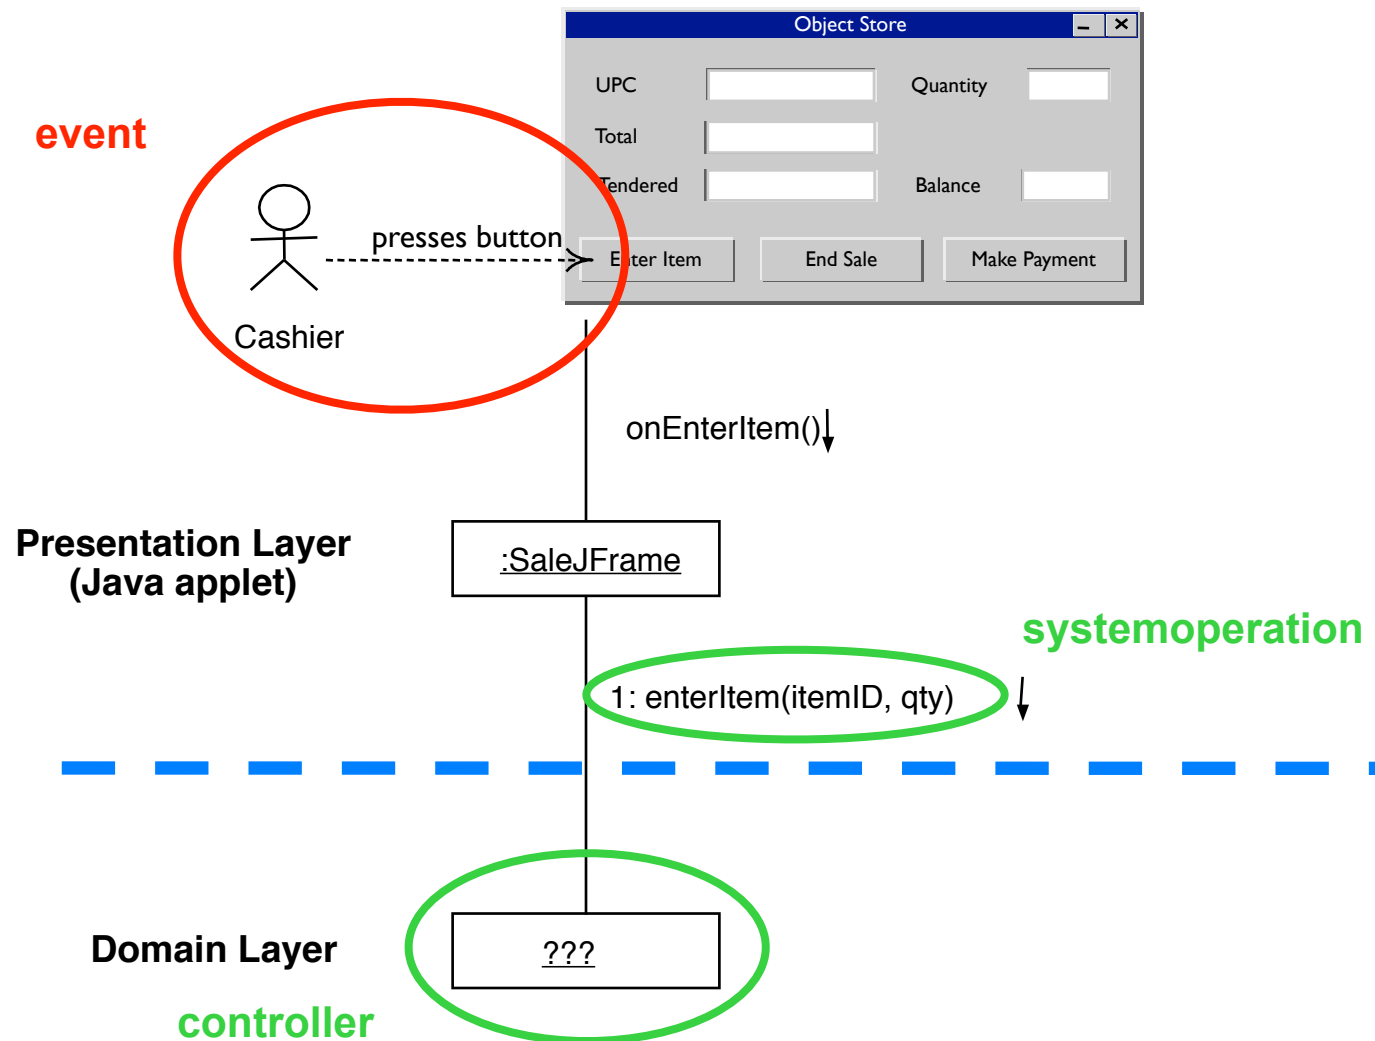 Object Store
UPC
Quantity
event
Total
Tendered
Balance
presses button
Enter Item
End Sale
Make Payment
Cashier
onEnterItem()
Presentation Layer
(Java applet)
:SaleJFrame
systemoperation
1: enterItem(itemID, qty)
Domain Layer
???
controller